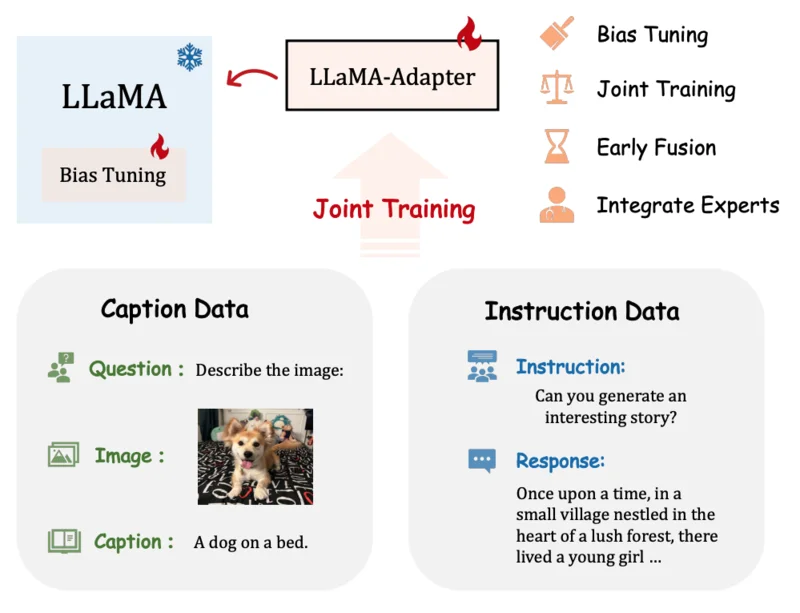 LLaMA
Bias Tuning
LLaMA-Adapter
Joint Training
Bias Tuning
Joint Training
Early Fusion
Integrate Experts
Caption Data
Question : Describe the image:
Image :
Caption : A dog on a bed.
Instruction Data
Instruction:
Can you generate an
interesting story?
Response:
Once upon a time, in a
small village nestled in the
heart of a lush forest, there
lived a young girl ...